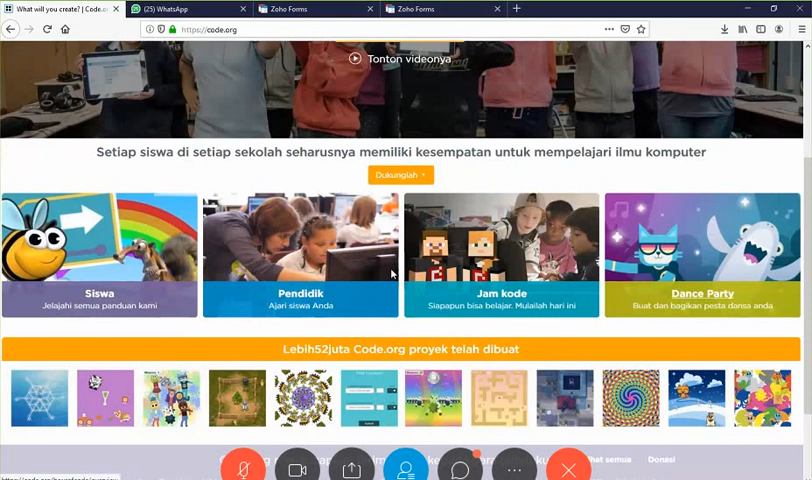 What will you create? | Code.o
(25) WhatsApp
Zoho Forms
Zoho Forms
https://code.org
Tonton videonya
Setiap siswa di setiap sekolah seharusnya memiliki kesempatan untuk mempelajari ilmu komputer
Dukunglah
Siswa
Jelajahi semua panduan kami
Pendidik
Ajari siswa Anda
Jam kode
Siapapun bisa belajar. Mulailah hari ini
Dance Party
Buat dan bagikan pesta dansa anda
Lebih52juta Code.org proyek telah dibuat
hat semua
Donasi